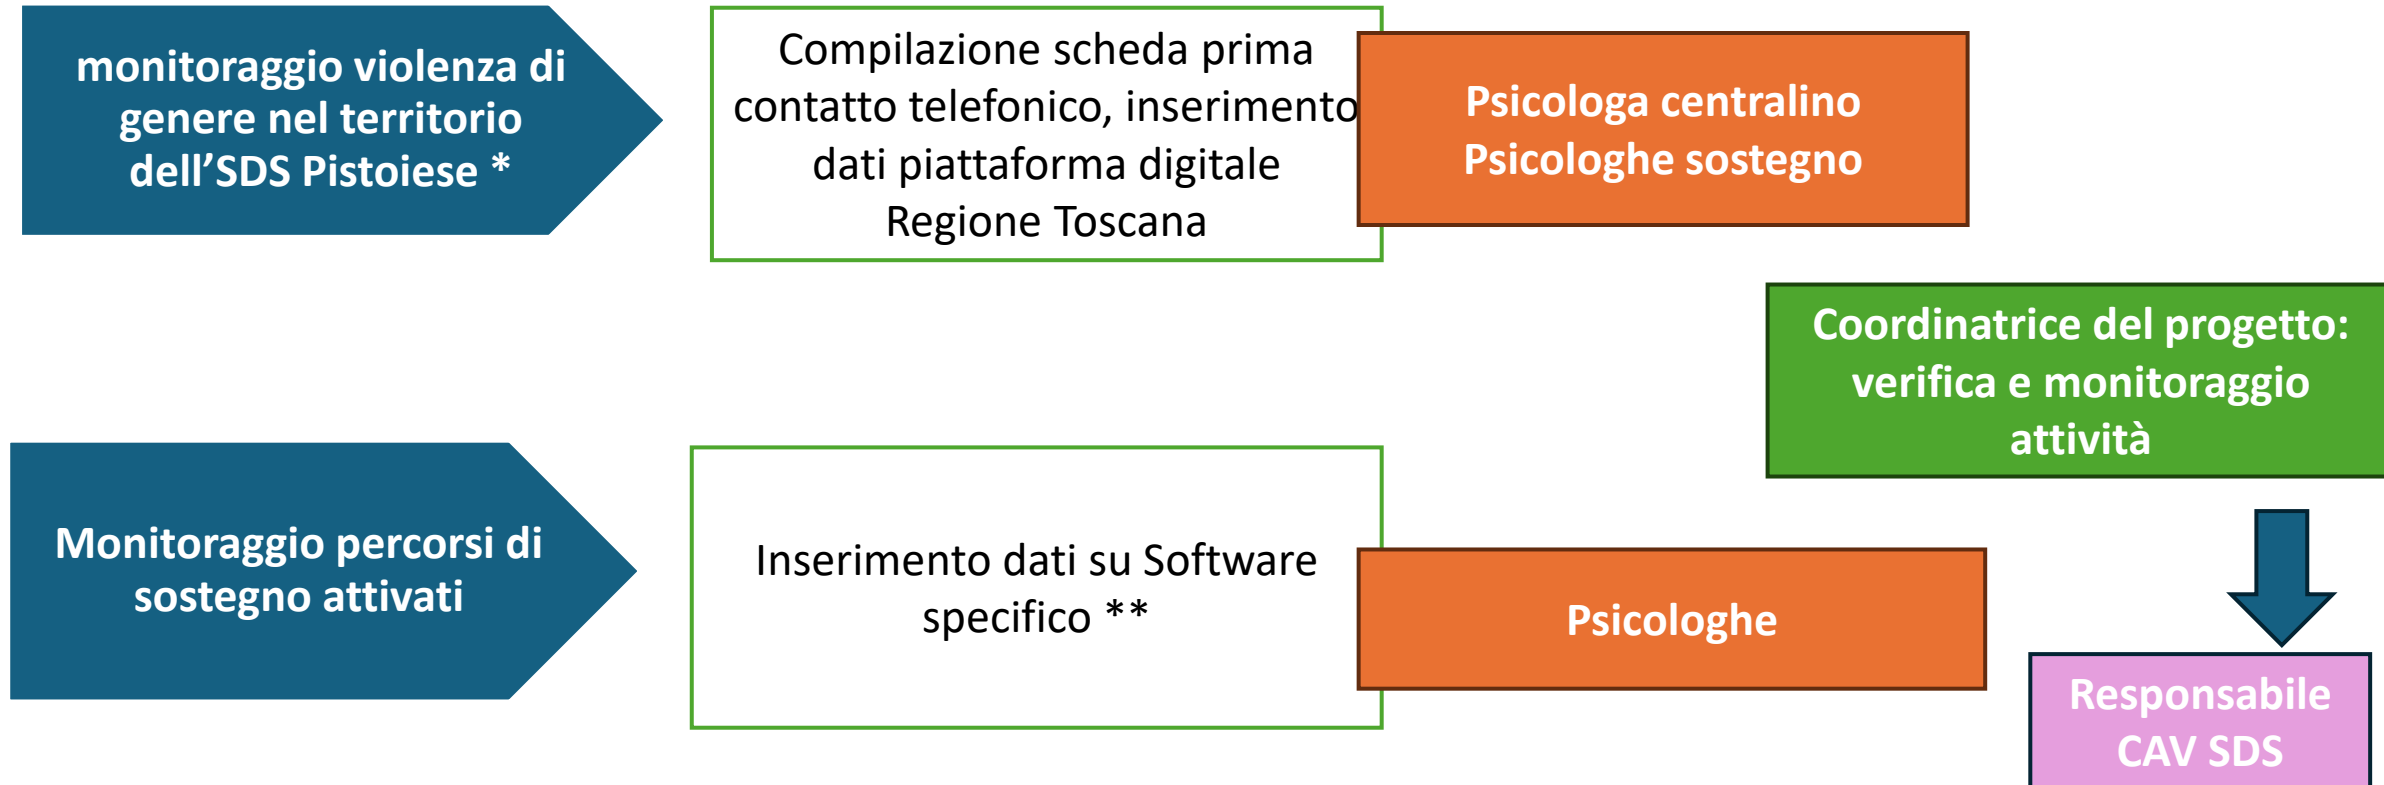 monitoraggio violenza di
genere nel territorio
dell’SDS Pistoiese *
Compilazione scheda prima
contatto telefonico, inserimento
dati piattaforma digitale
Regione Toscana
Psicologa centralino
Psicologhe sostegno
Coordinatrice del progetto:
verifica e monitoraggio
attività
Monitoraggio percorsi di
sostegno attivati
Inserimento dati su Software
specifico **
Psicologhe
Responsabile
CAV SDS